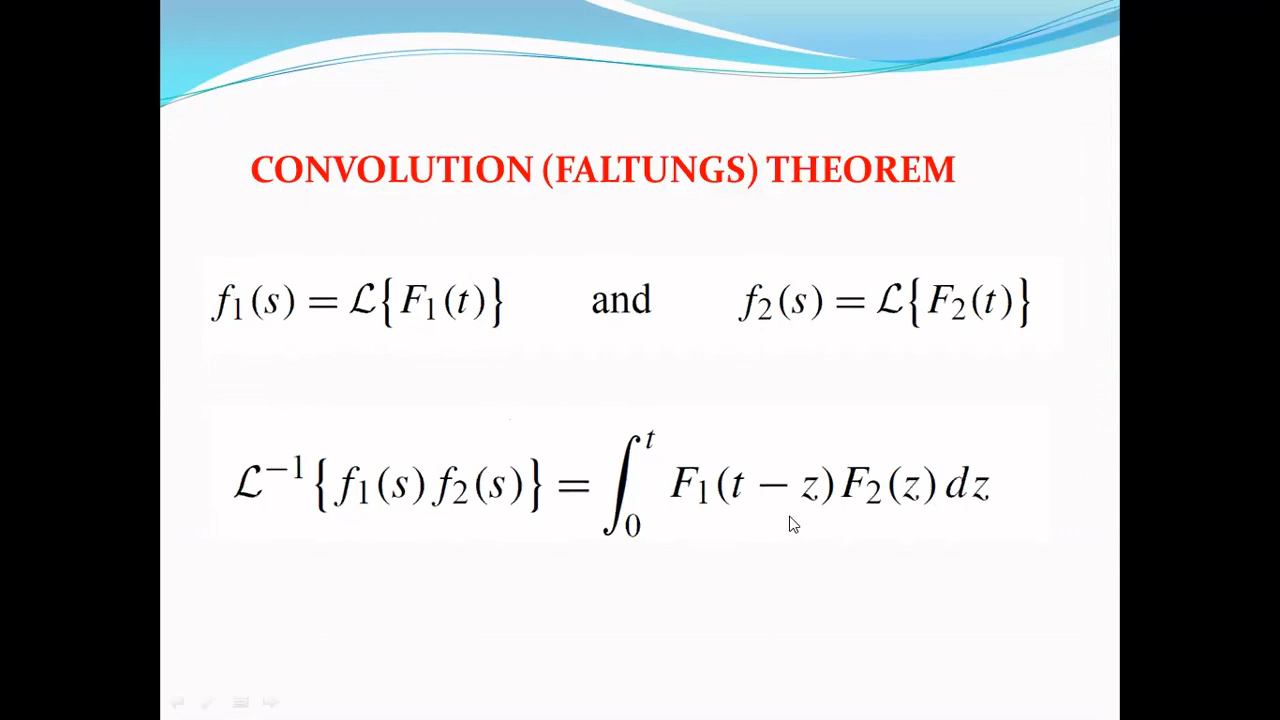 CONVOLUTION (FALTUNGS) THEOREM
f₁(s) = ℒ{F₁(t)} and f₂(s) = ℒ{F₂(t)}
ℒ⁻¹{f₁(s) f₂(s)} = ∫₀ᵗ F₁(t − z)F₂(z) dz